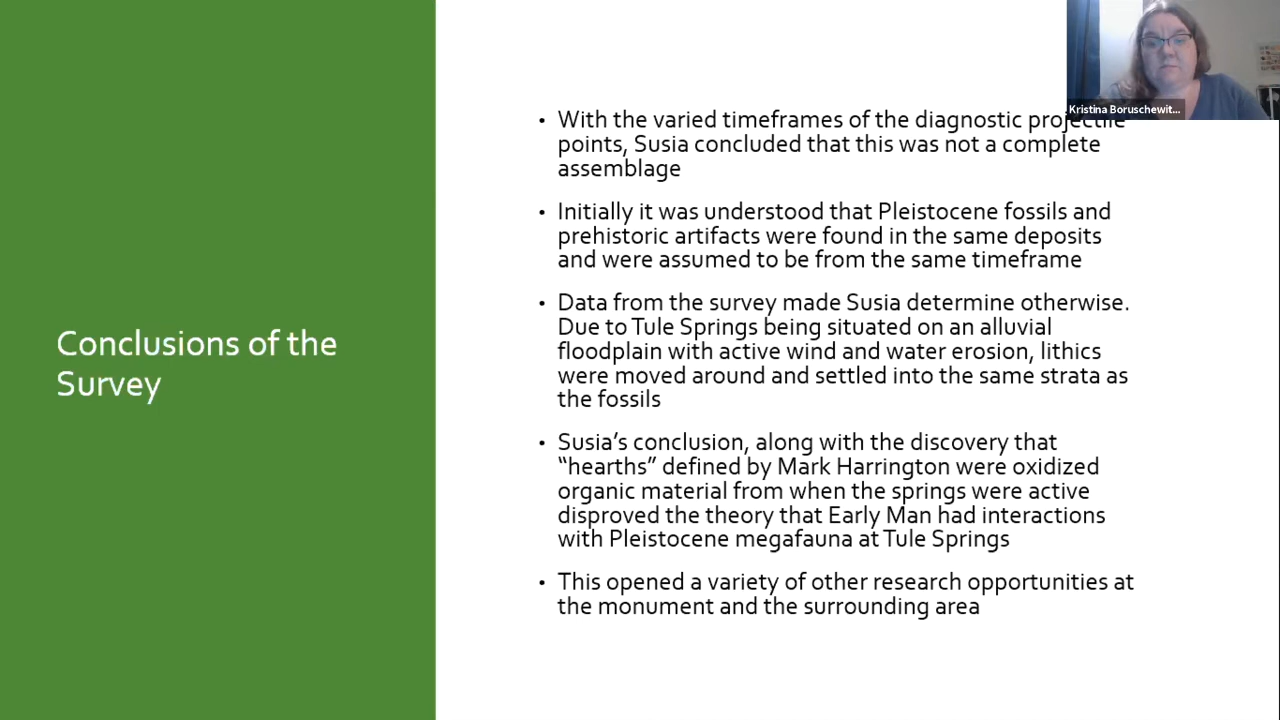 Conclusions of the
Survey
• With the varied timeframes of the diagnostic projectile
points, Susia concluded that this was not a complete
assemblage
• Initially it was understood that Pleistocene fossils and
prehistoric artifacts were found in the same deposits
and were assumed to be from the same timeframe
• Data from the survey made Susia determine otherwise.
Due to Tule Springs being situated on an alluvial
floodplain with active wind and water erosion, lithics
were moved around and settled into the same strata as
the fossils
• Susia’s conclusion, along with the discovery that
“hearths” defined by Mark Harrington were oxidized
organic material from when the springs were active
disproved the theory that Early Man had interactions
with Pleistocene megafauna at Tule Springs
• This opened a variety of other research opportunities at
the monument and the surrounding area
Kristina Boruschewit...